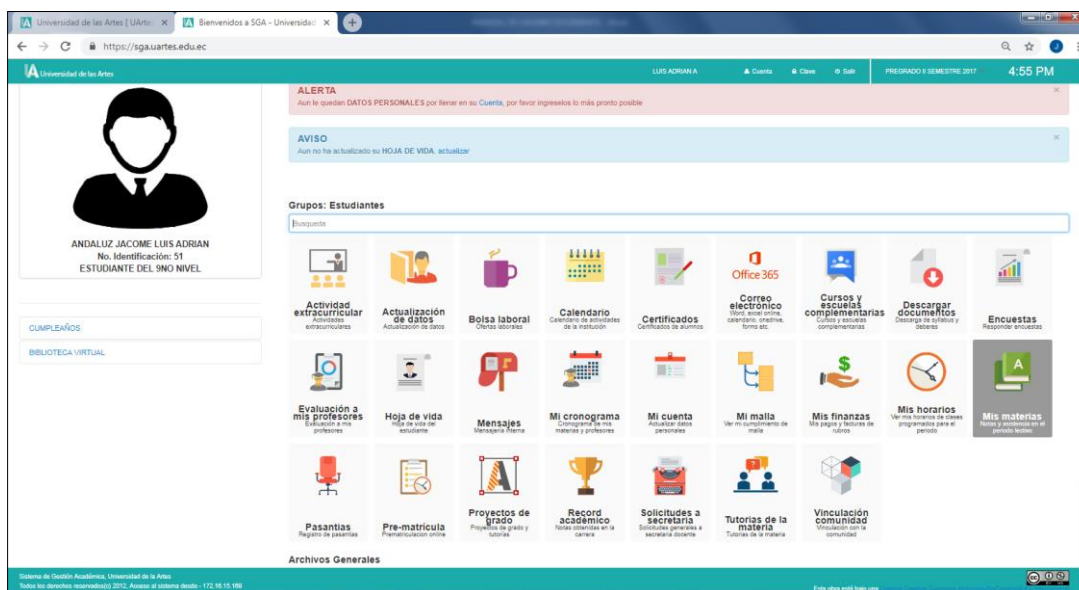 Universidad de las Artes [ UArte
Bienvenidos a SGA - Universidad
https://sga.uartes.edu.ec
Universidad de las Artes
LUIS ADRIAN A
Cuenta
Clave
Salir
PREGRADO II SEMESTRE 2017
4:55 PM
ALERTA
Aun le quedan DATOS PERSONALES por llenar en su Cuenta, por favor ingreselos lo más pronto posible
AVISO
Aun no ha actualizado su HOJA DE VIDA, actualizar
ANDALUZ JACOME LUIS ADRIAN
No. Identificación: 51
ESTUDIANTE DEL 9NO NIVEL
CUMPLEAÑOS
BIBLIOTECA VIRTUAL
Grupos: Estudiantes
Busqueda
Actividad
extracurricular
Actividades
extracurriculares
Actualización
de datos
Actualización de datos
Bolsa laboral
Ofertas laborales
Calendario
Calendario de actividades
de la institución
Certificados
Certificados de alumnos
Office 365
Correo
electrónico
Word, excel online,
calendario, onedrive,
forms etc.
Cursos y
escuelas
complementarias
Cursos y escuelas
complementarias
Descargar
documentos
Descarga de syllabus y
deberes
Encuestas
Responder encuestas
Evaluación a
mis profesores
Evaluación a mis
profesores
Hoja de vida
Hoja de vida del
estudiante
Mensajes
Mensajeria interna
Mi cronograma
Cronograma de mis
materias y profesores
Mi cuenta
Actualizar datos
personales
Mi malla
Ver mi cumplimiento de
malla
Mis finanzas
Mis pagos y facturas de
rubros
Mis horarios
Ver mis horarios de clases
programados para el
periodo
A
Mis materias
Notas y asistencia en el
periodo lectivo
Pasantias
Registro de pasantias
Pre-matrícula
Prematriculación online
Proyectos de
grado
Proyectos de grado y
tutorías
Record
académico
Notas obtenidas en la
carrera
Solicitudes a
secretaría
Solicitudes generales a
secretaría docente
Tutorias de la
materia
Tutorias de la materia
Vinculación
comunidad
Vinculación con la
comunidad
Archivos Generales
Sistema de Gestión Académica, Universidad de la Artes
Todos los derechos reservados(c) 2012, Acceso al sistema desde - 172.16.15.169
Esta obra está bajo una